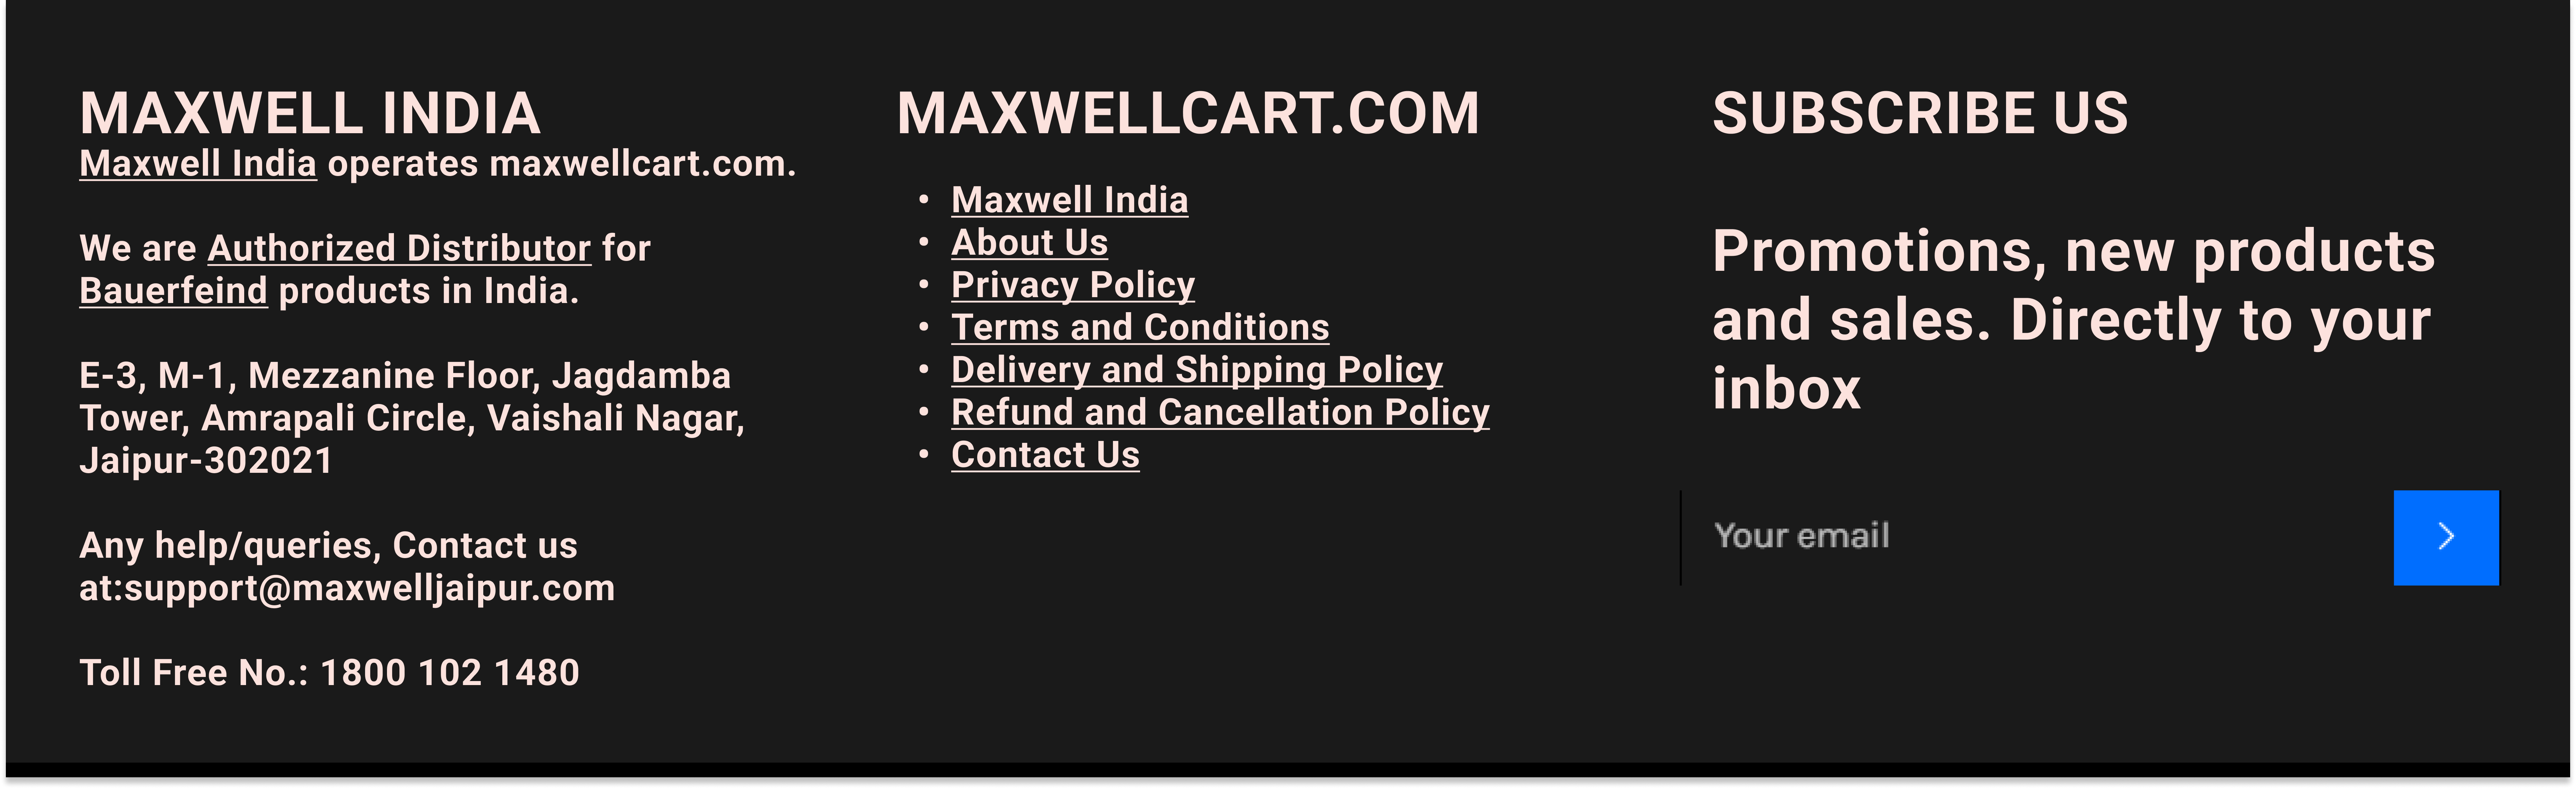 MAXWELL INDIA
Maxwell India operates maxwellcart.com.
We are Authorized Distributor for
Bauerfeind products in India.
E-3, M-1, Mezzanine Floor, Jagdamba
Tower, Amrapali Circle, Vaishali Nagar,
Jaipur-302021
Any help/queries, Contact us
at:support@maxwelljaipur.com
Toll Free No.: 1800 102 1480
MAXWELLCART.COM
• Maxwell India
• About Us
• Privacy Policy
• Terms and Conditions
• Delivery and Shipping Policy
• Refund and Cancellation Policy
• Contact Us
SUBSCRIBE US
Promotions, new products
and sales. Directly to your
inbox
Your email